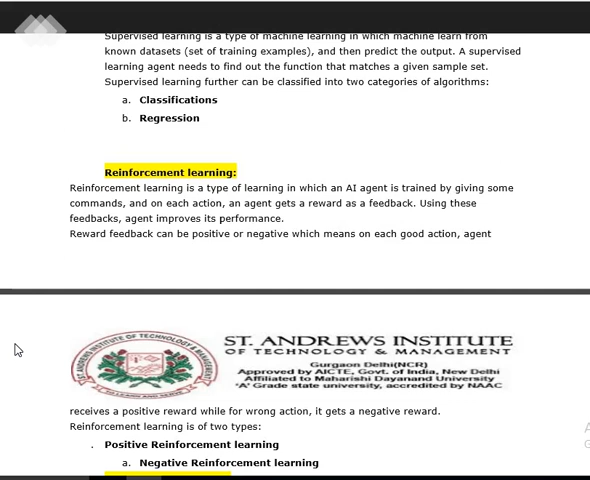 Supervised learning is a type of machine learning in which machine learn from
known datasets (set of training examples), and then predict the output. A supervised
learning agent needs to find out the function that matches a given sample set.
Supervised learning further can be classified into two categories of algorithms:
a. Classifications
b. Regression
Reinforcement learning:
Reinforcement learning is a type of learning in which an AI agent is trained by giving some
commands, and on each action, an agent gets a reward as a feedback. Using these
feedbacks, agent improves its performance.
Reward feedback can be positive or negative which means on each good action, agent
ST. ANDREWS INSTITUTE OF TECHNOLOGY & MANAGEMENT
ST. ANDREWS INSTITUTE
OF TECHNOLOGY & MANAGEMENT
Gurgaon Delhi(NCR)
Approved by AICTE, Govt. of India, New Delhi
Affiliated to Maharishi Dayanand University
'A' Grade state university, accredited by NAAC
receives a positive reward while for wrong action, it gets a negative reward.
Reinforcement learning is of two types:
. Positive Reinforcement learning
a. Negative Reinforcement learning